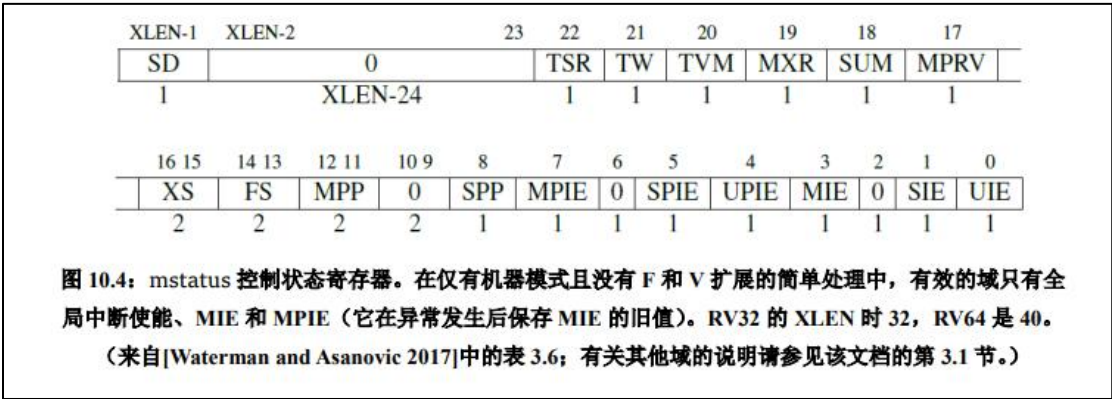 XLEN-1 XLEN-2 23 22 21 20 19 18 17
SD 0 TSR TW TVM MXR SUM MPRV
1 XLEN-24 1 1 1 1 1 1
16 15 14 13 12 11 10 9 8 7 6 5 4 3 2 1 0
XS FS MPP 0 SPP MPIE 0 SPIE UPIE MIE 0 SIE UIE
2 2 2 2 1 1 1 1 1 1 1 1 1
图 10.4：mstatus 控制状态寄存器。在仅有机器模式且没有 F 和 V 扩展的简单处理中，有效的域只有全
局中断使能、MIE 和 MPIE（它在异常发生后保存 MIE 的旧值）。RV32 的 XLEN 时 32，RV64 是 40。
（来自[Waterman and Asanovic 2017]中的表 3.6；有关其他域的说明请参见该文档的第 3.1 节。）